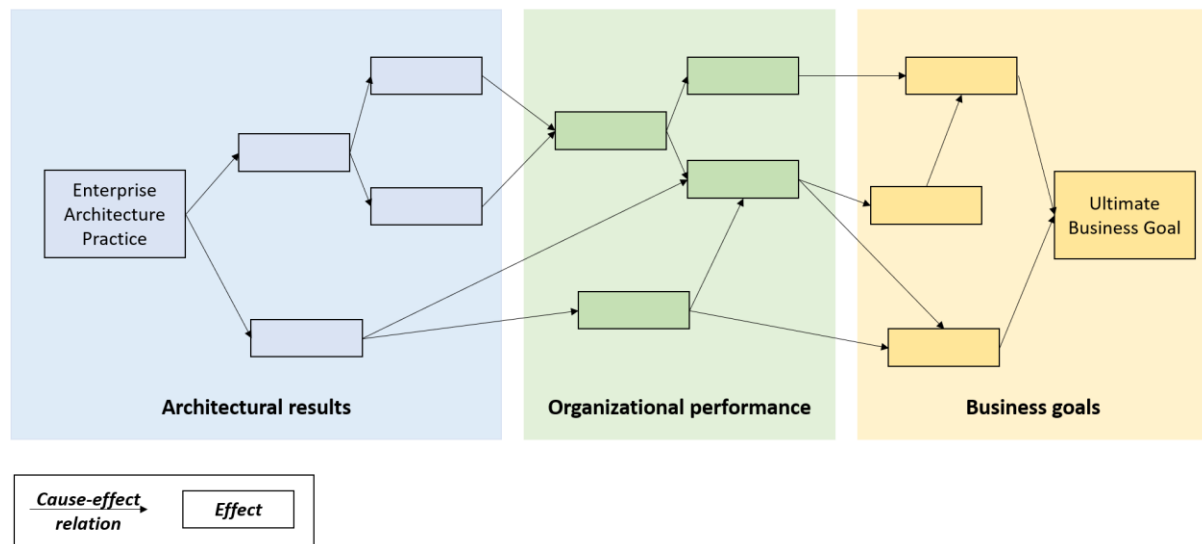 Enterprise
Architecture
Practice
Ultimate
Business Goal
Architectural results
Organizational performance
Business goals
Cause-effect
relation
Effect